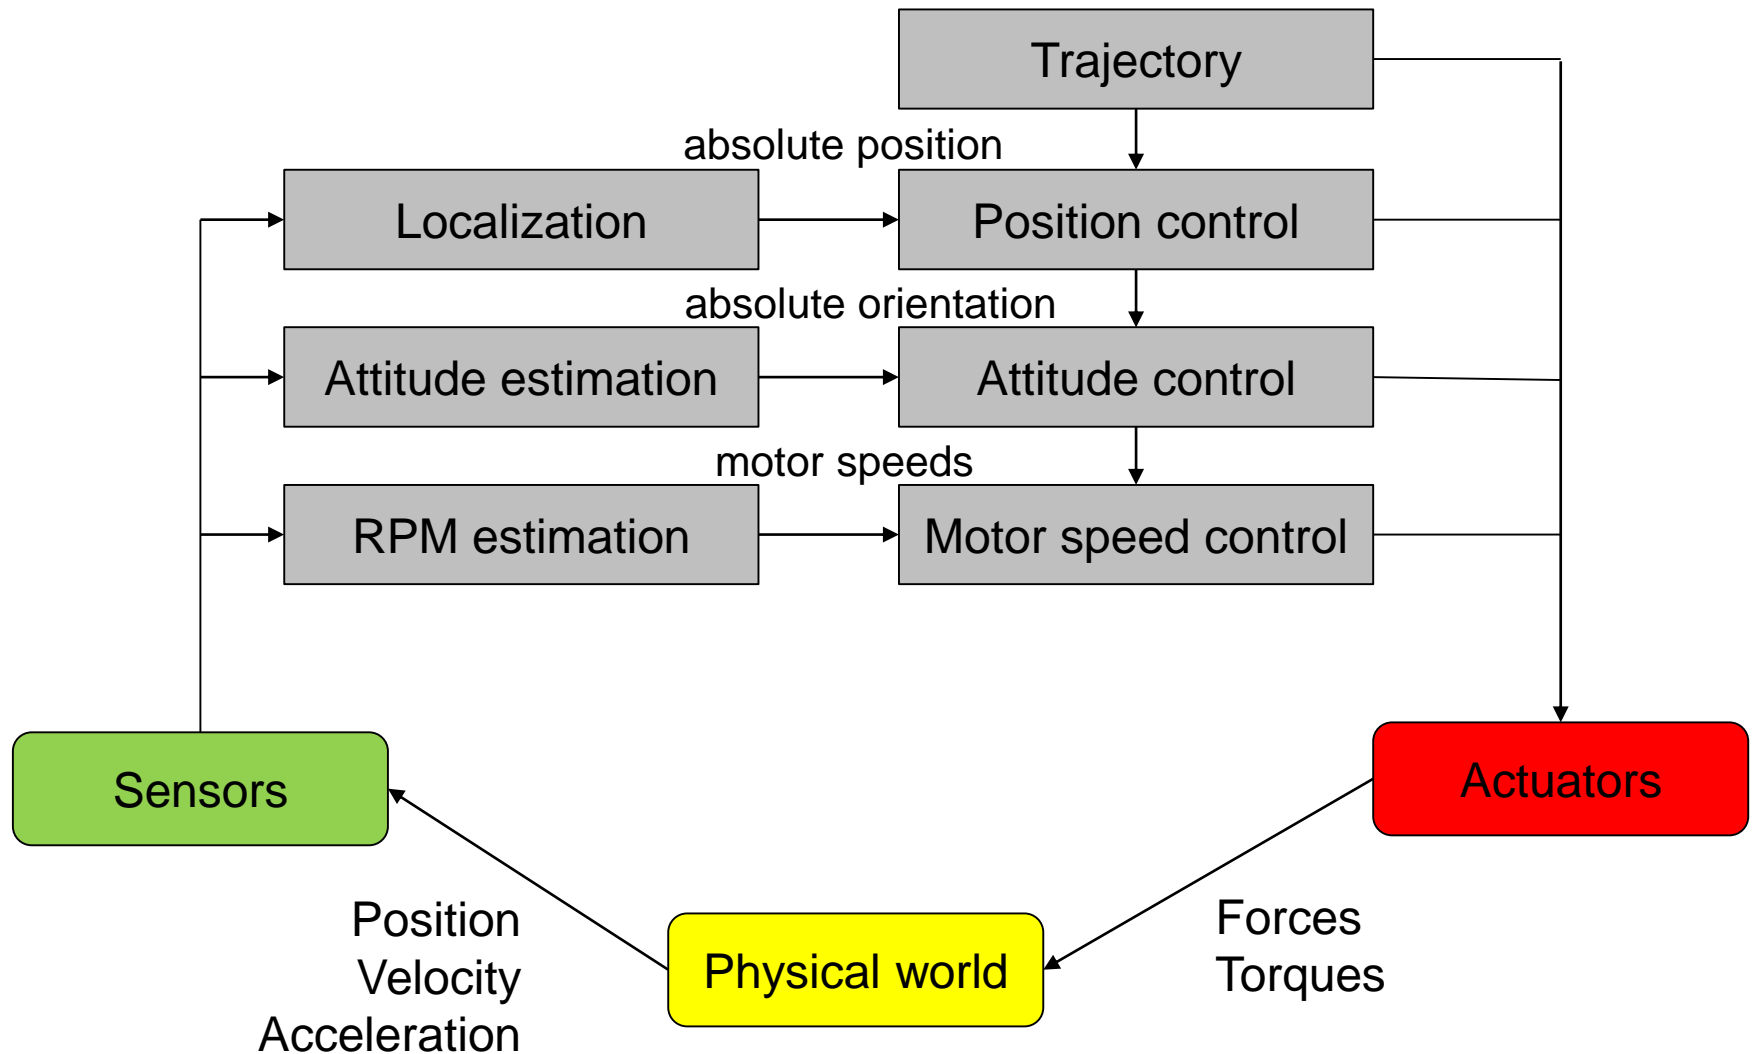 Trajectory
absolute position
Localization
Position control
absolute orientation
Attitude estimation
Attitude control
motor speeds
RPM estimation
Motor speed control
Sensors
Actuators
Position
Velocity
Acceleration
Physical world
Forces
Torques